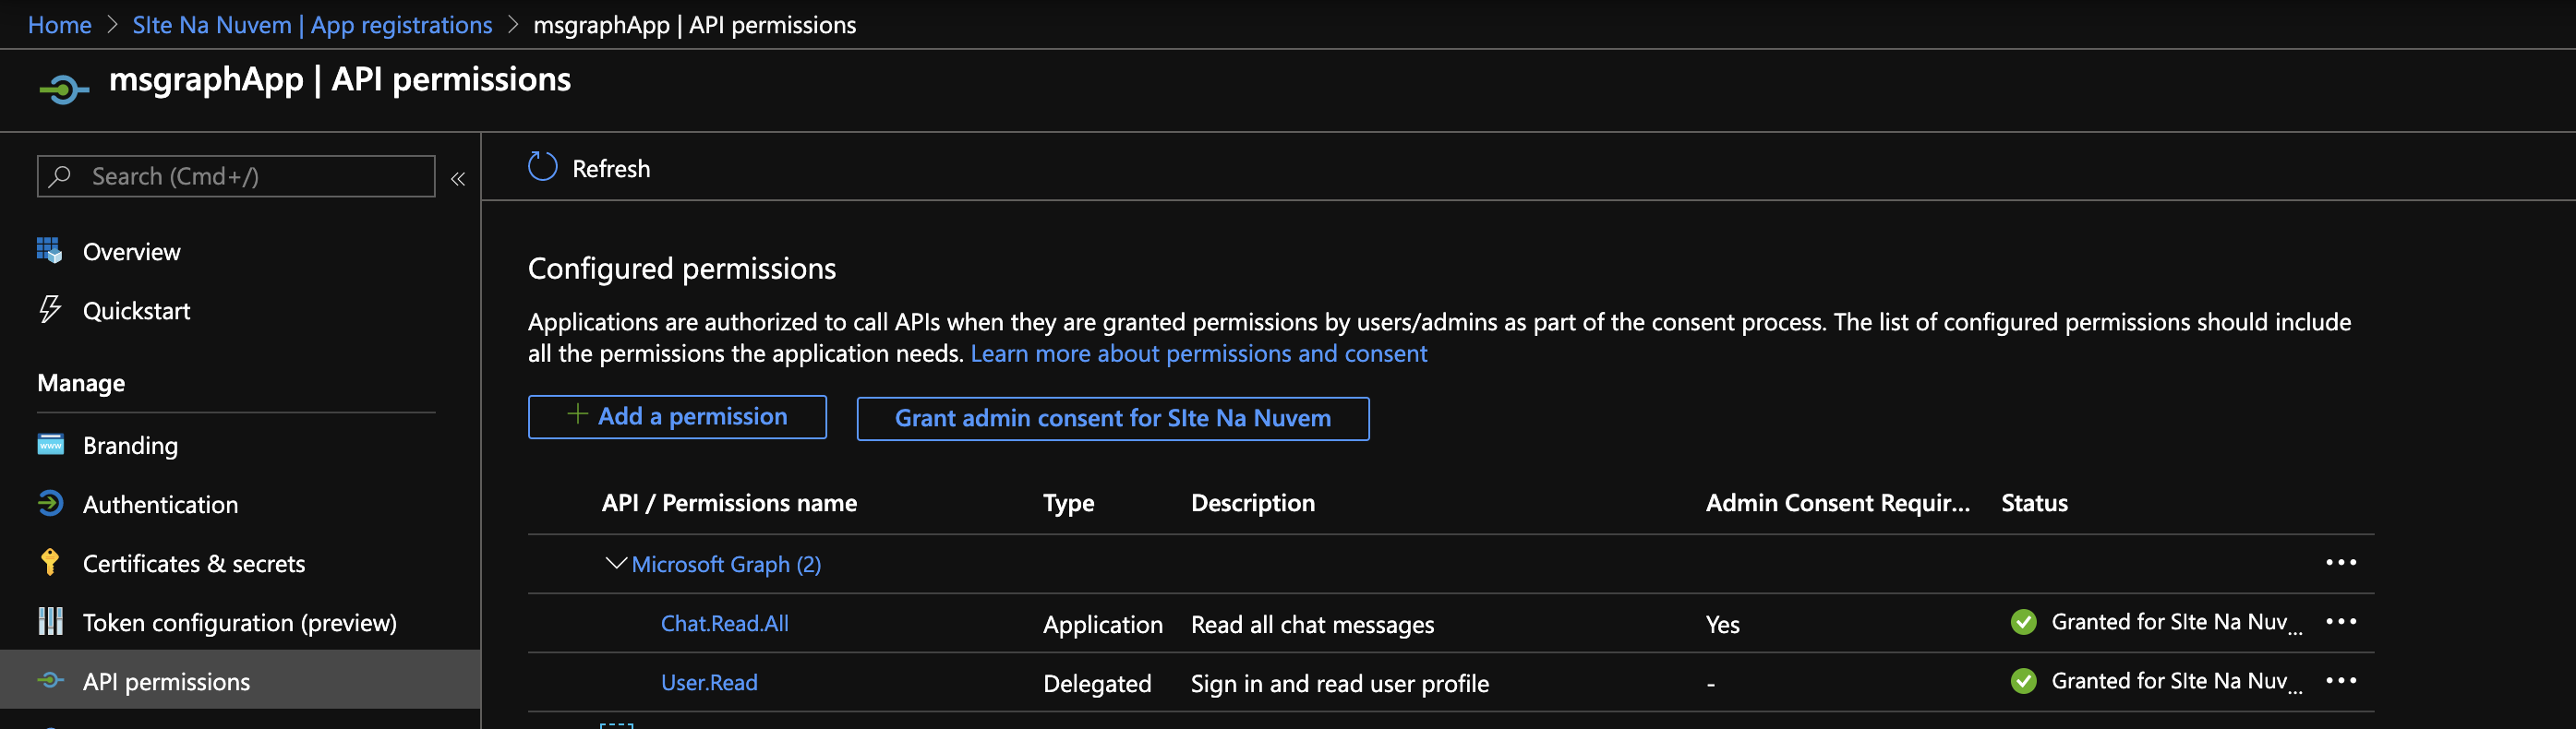 Home > SIte Na Nuvem | App registrations > msgraphApp | API permissions
msgraphApp | API permissions
Search (Cmd+/)
«
Overview
Quickstart
Manage
Branding
Authentication
Certificates & secrets
Token configuration (preview)
API permissions
Refresh
Configured permissions
Applications are authorized to call APIs when they are granted permissions by users/admins as part of the consent process. The list of configured permissions should include
all the permissions the application needs. Learn more about permissions and consent
+ Add a permission
Grant admin consent for SIte Na Nuvem
API / Permissions name Type Description Admin Consent Requir... Status
Microsoft Graph (2) ...
Chat.Read.All Application Read all chat messages Yes Granted for SIte Na Nuv... ...
User.Read Delegated Sign in and read user profile - Granted for SIte Na Nuv... ...